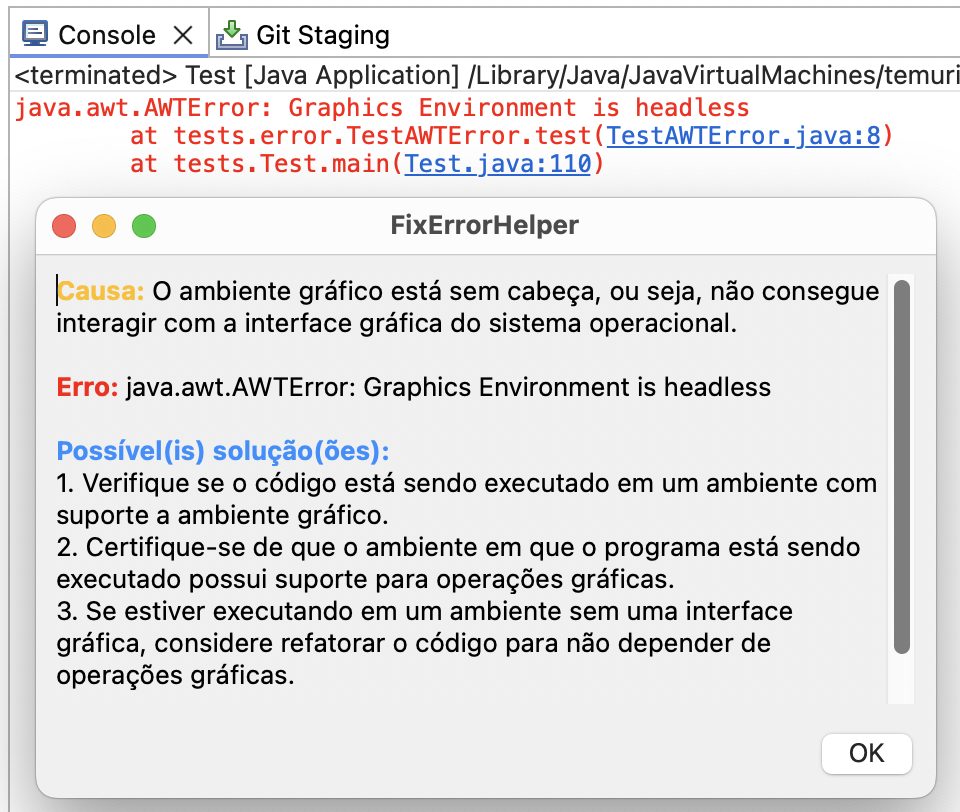 Console
Git Staging
<terminated> Test [Java Application] /Library/Java/JavaVirtualMachines/temuri
java.awt.AWTError: Graphics Environment is headless
at tests.error.TestAWTError.test(TestAWTError.java:8)
at tests.Test.main(Test.java:110)
FixErrorHelper
Causa: O ambiente gráfico está sem cabeça, ou seja, não consegue
interagir com a interface gráfica do sistema operacional.
Erro: java.awt.AWTError: Graphics Environment is headless
Possível(is) solução(ões):
1. Verifique se o código está sendo executado em um ambiente com
suporte a ambiente gráfico.
2. Certifique-se de que o ambiente em que o programa está sendo
executado possui suporte para operações gráficas.
3. Se estiver executando em um ambiente sem uma interface
gráfica, considere refatorar o código para não depender de
operações gráficas.
OK